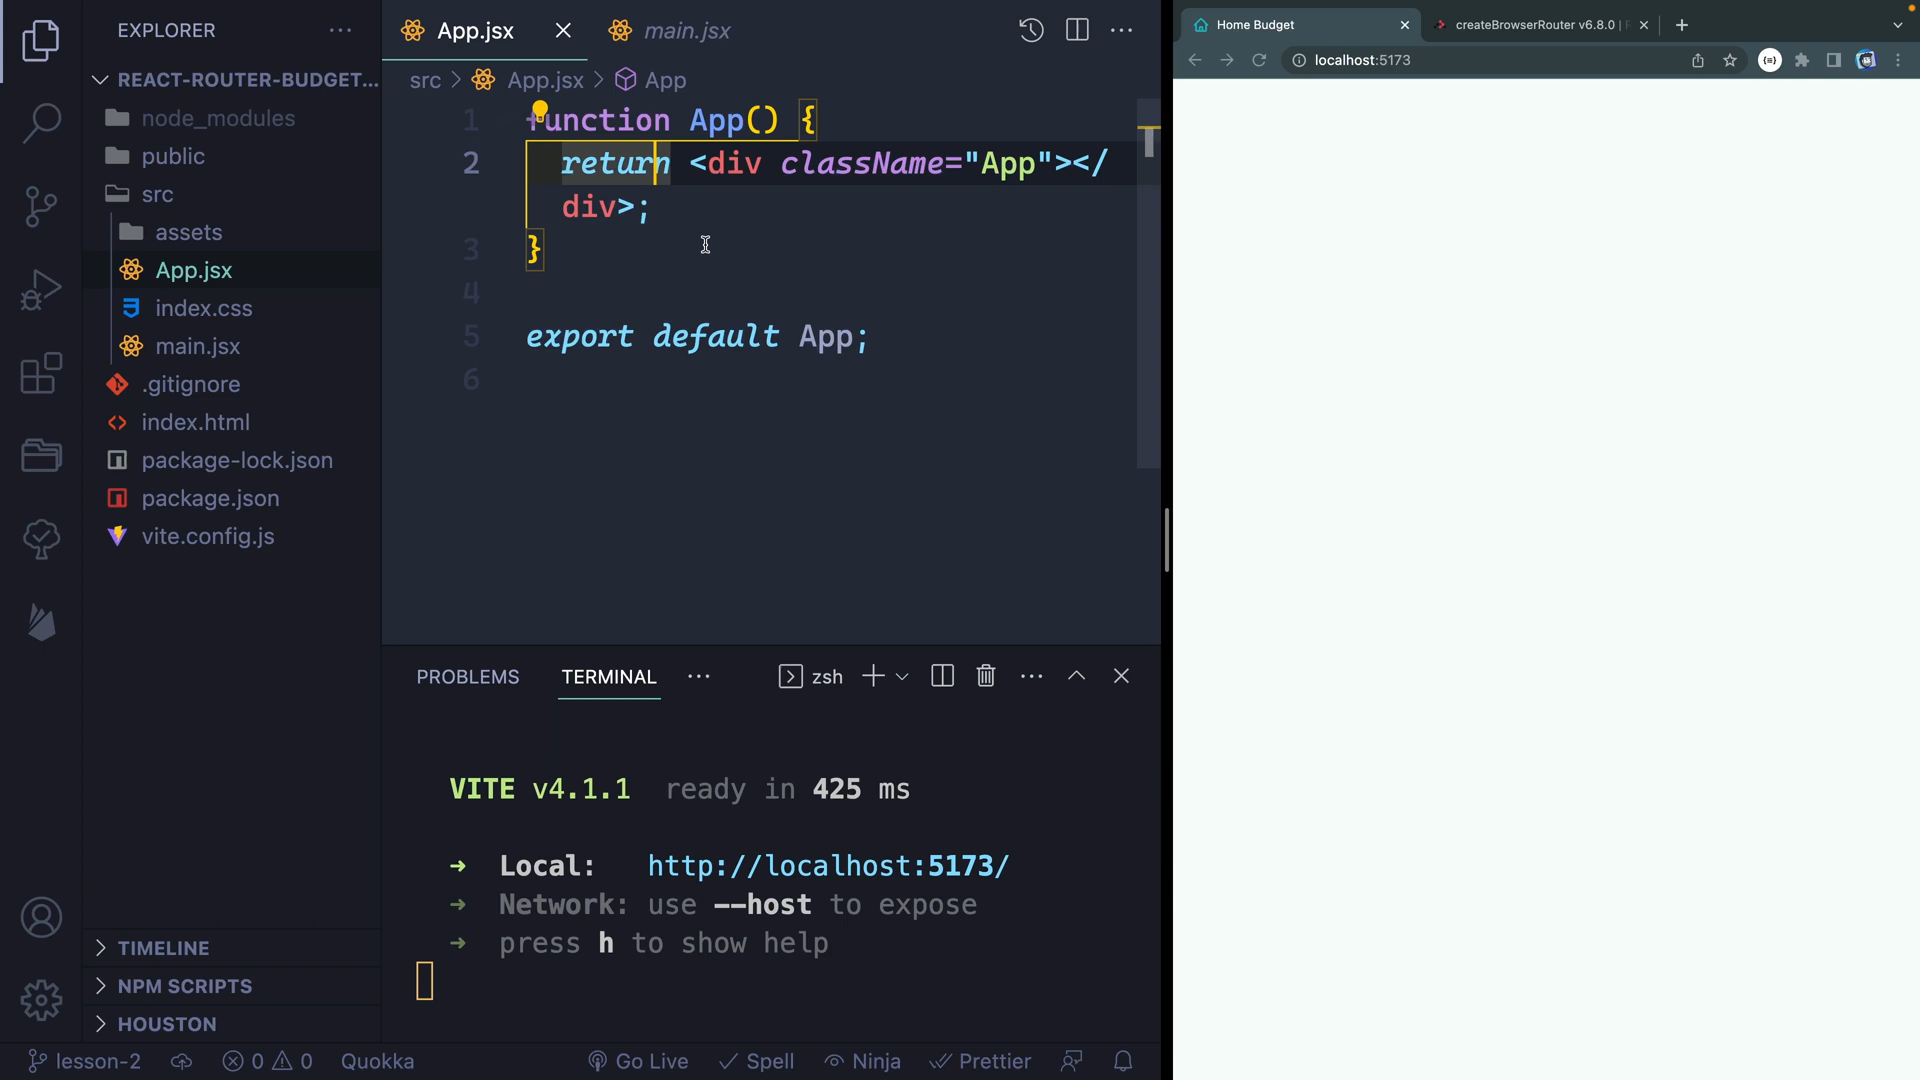 EXPLORER
REACT-ROUTER-BUDGET...
node_modules
public
src
assets
App.jsx
index.css
main.jsx
.gitignore
index.html
package-lock.json
package.json
vite.config.js
TIMELINE
NPM SCRIPTS
HOUSTON
App.jsx
main.jsx
src > App.jsx > App
1 function App() {
2 return <div className="App"></
div>;
3 }
4
5 export default App;
6
PROBLEMS TERMINAL zsh
VITE v4.1.1 ready in 425 ms
➜ Local: http://localhost:5173/
➜ Network: use --host to expose
➜ press h to show help
lesson-2 0 0 Quokka Go Live Spell Ninja Prettier
Home Budget
createBrowserRouter v6.8.0 |
localhost:5173